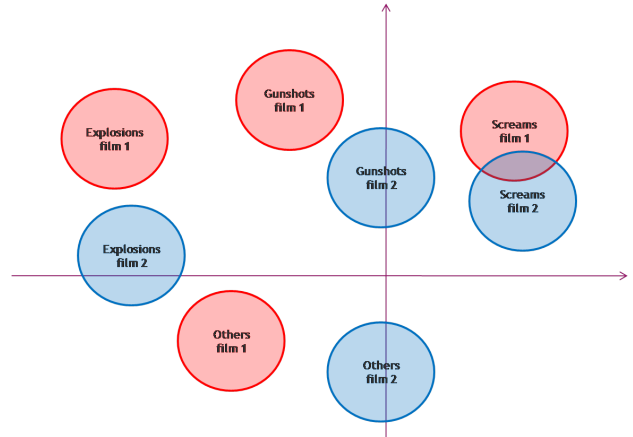 Gunshots
film 1
Explosions
film 1
Screams
film 1
Gunshots
film 2
Screams
film 2
Explosions
film 2
Others
film 1
Others
film 2